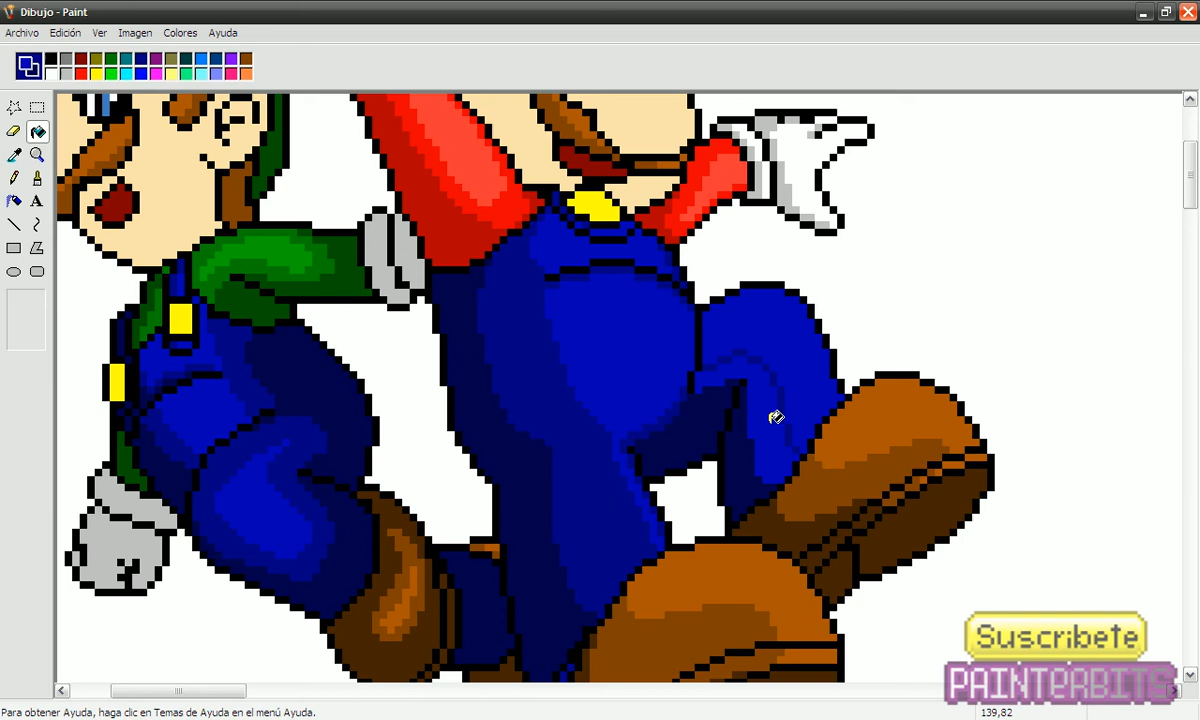 Dibujo - Paint
Archivo Edición Ver Imagen Colores Ayuda
A
Suscribete
PAINTERBITS
Para obtener Ayuda, haga clic en Temas de Ayuda en el menú Ayuda.
139,82